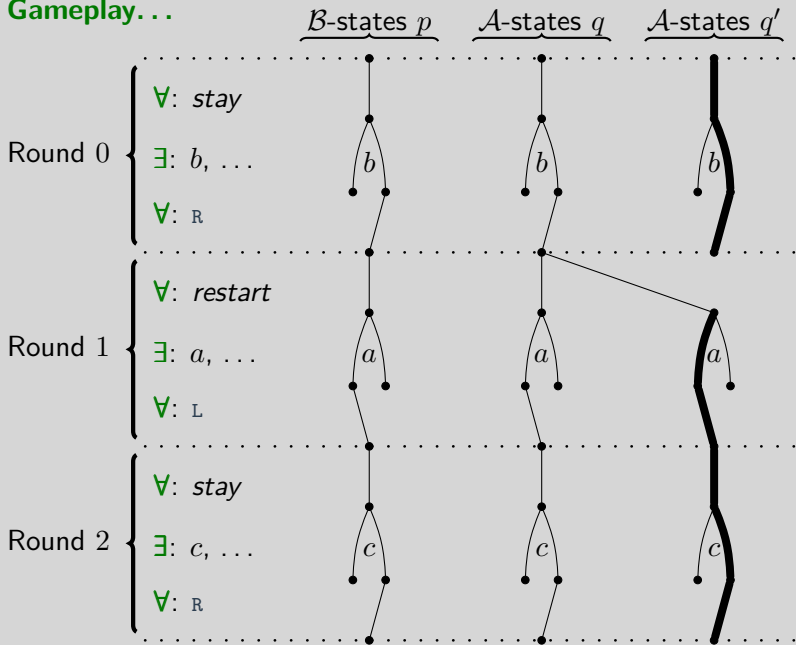 Gameplay...
ℬ-states p 𝒜-states q 𝒜-states q′
∀: stay
Round 0 ∃: b, ... b b b
∀: R
∀: restart
Round 1 ∃: a, ... a a a
∀: L
∀: stay
Round 2 ∃: c, ... c c c
∀: R